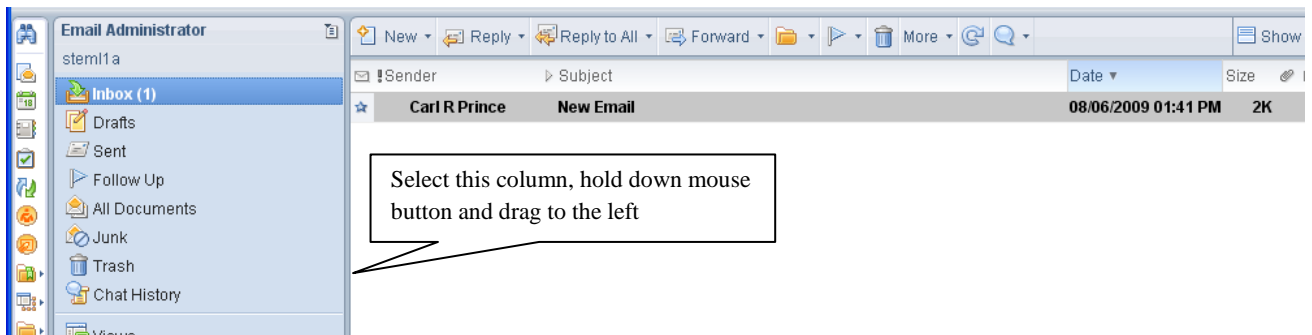 Email Administrator
steml1a
Inbox (1)
Drafts
Sent
Follow Up
All Documents
Junk
Trash
Chat History
Views
New Reply Reply to All Forward More Show
! Sender Subject Date Size
Carl R Prince New Email 08/06/2009 01:41 PM 2K
Select this column, hold down mouse
button and drag to the left
18